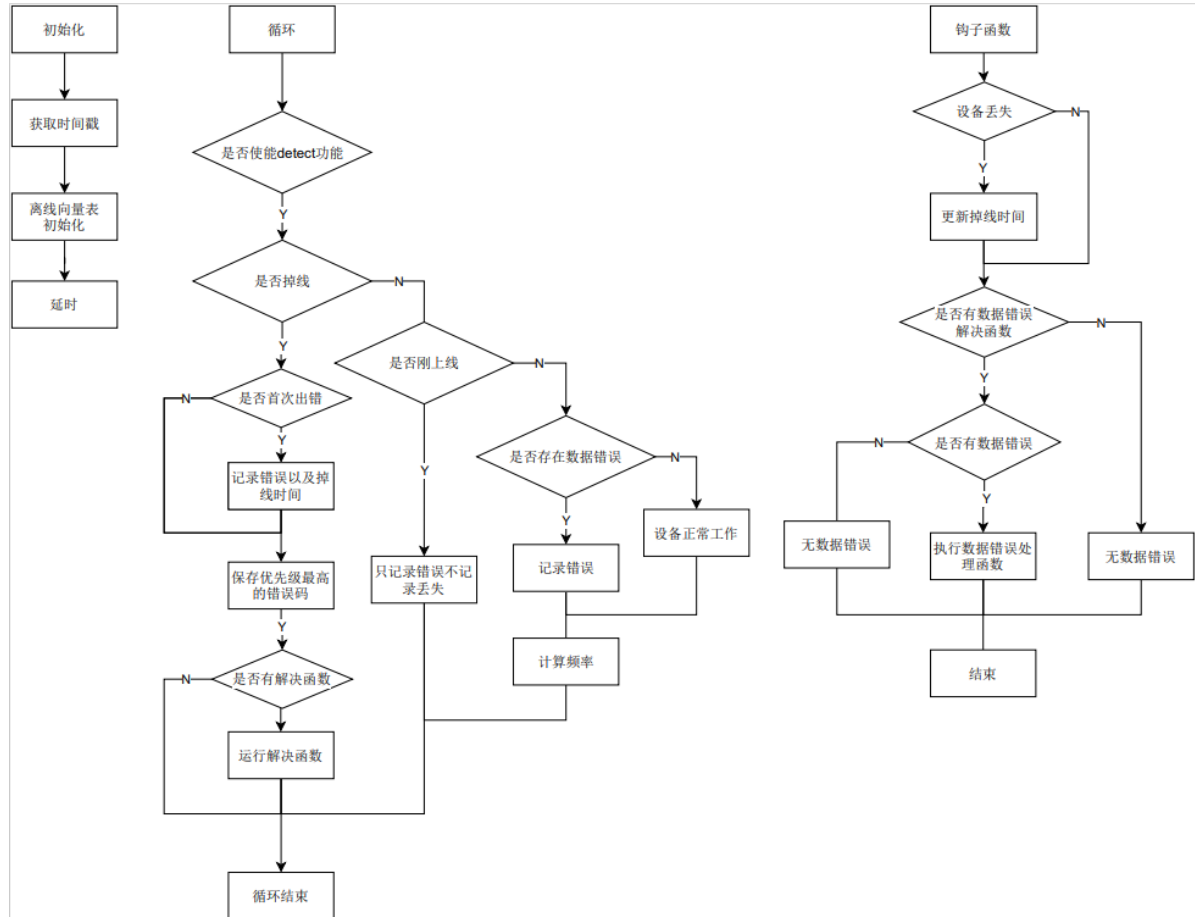 初始化
获取时间戳
离线向量表
初始化
延时
循环
是否使能detect功能
Y
是否掉线
N
Y
是否首次出错
N
Y
记录错误以及掉
线时间
保存优先级最高
的错误码
Y
是否有解决函数
N
运行解决函数
循环结束
是否刚上线
N
Y
只记录错误不记
录丢失
是否存在数据错误
N
Y
设备正常工作
记录错误
计算频率
钩子函数
设备丢失
N
Y
更新掉线时间
是否有数据错误
解决函数
N
Y
是否有数据错误
N
Y
无数据错误
执行数据错误处
理函数
无数据错误
结束